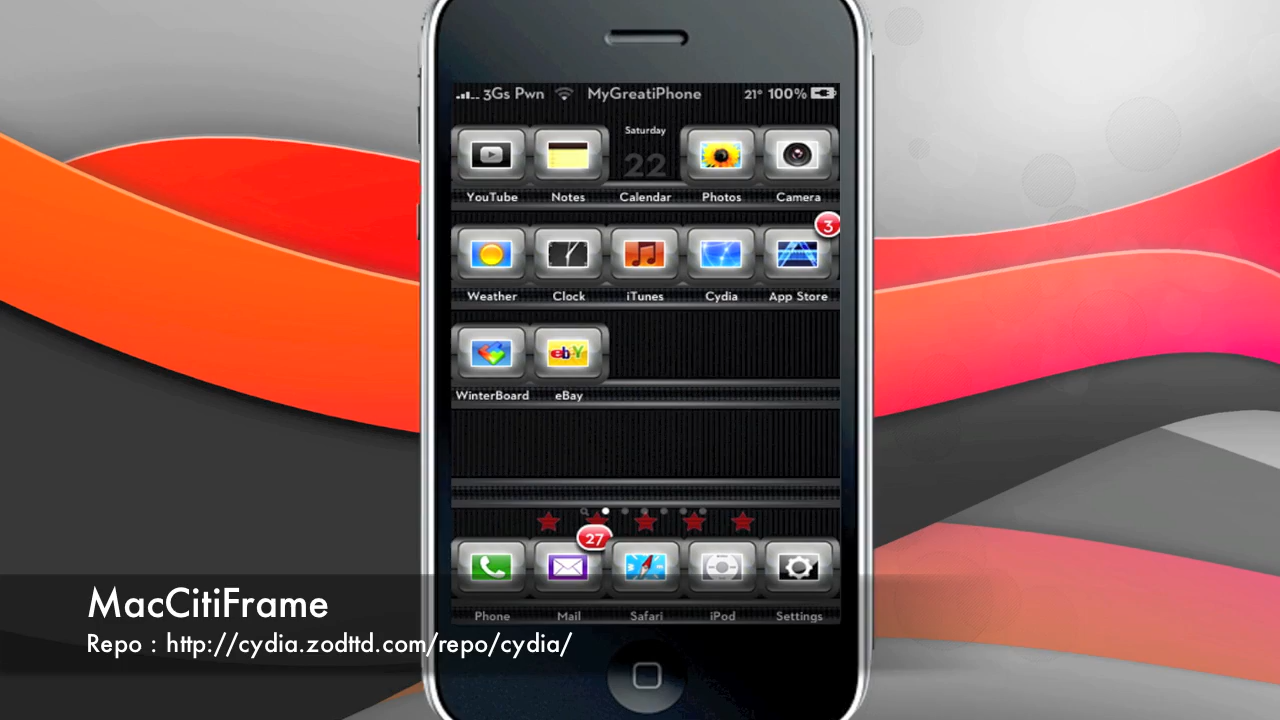 3Gs Pwn MyGreatiPhone 21° 100%
Saturday
22
YouTube Notes Calendar Photos Camera
3
Weather Clock iTunes Cydia App Store
ebY
WinterBoard eBay
27
Phone Mail Safari iPod Settings
MacCitiFrame
Repo : http://cydia.zodttd.com/repo/cydia/